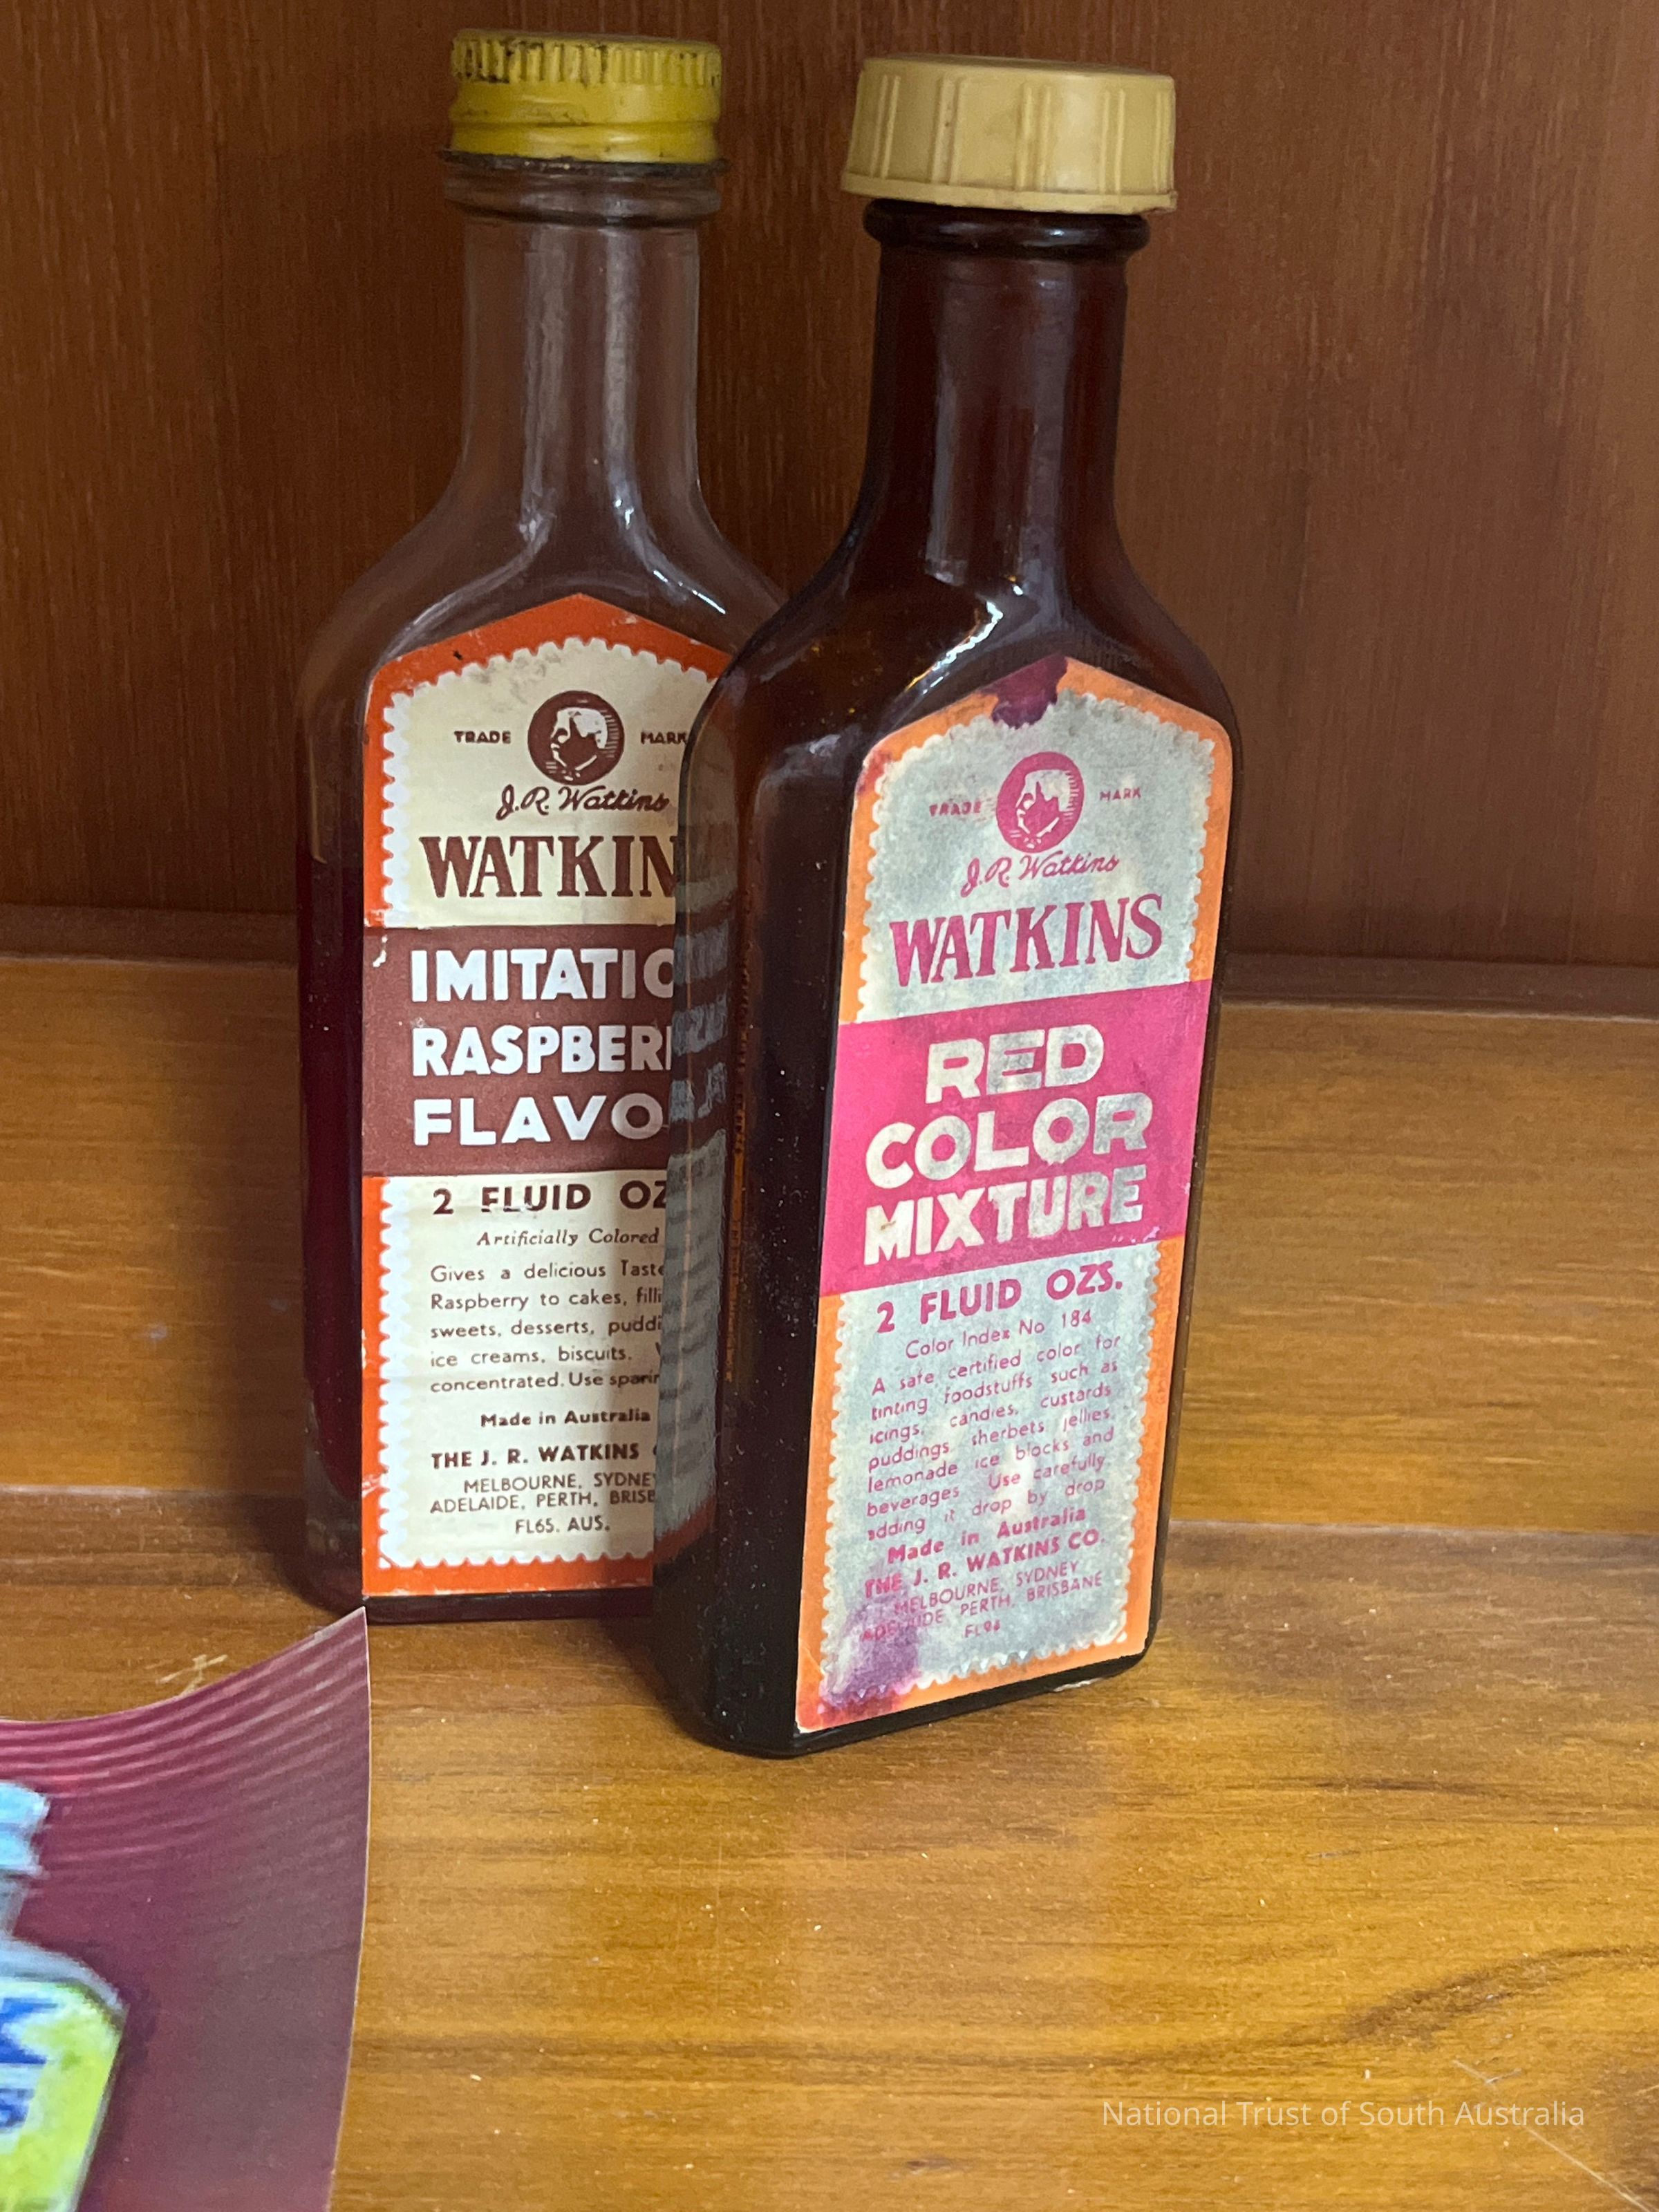 TRADE MARK
J.R. Watkins
WATKIN
IMITATIO
RASPBERR
FLAVO
2 FLUID OZ
Artificially Colored
Gives a delicious Taste
Raspberry to cakes, filli
sweets, desserts, puddi
ice creams, biscuits.
concentrated. Use sparin
Made in Australia
THE J. R. WATKINS
MELBOURNE, SYDNEY
ADELAIDE, PERTH, BRISB
FL65. AUS.
TRADE MARK
J.R. Watkins
WATKINS
RED
COLOR
MIXTURE
2 FLUID OZS.
Color Index No 184
A safe certified color for
tinting foodstuffs such as
icings, candies, custards
puddings, sherbets, jellies,
lemonade ice blocks and
beverages. Use carefully,
adding it drop by drop
Made in Australia
THE J. R. WATKINS CO.
MELBOURNE, SYDNEY
ADELAIDE PERTH, BRISBANE
National Trust of South Australia